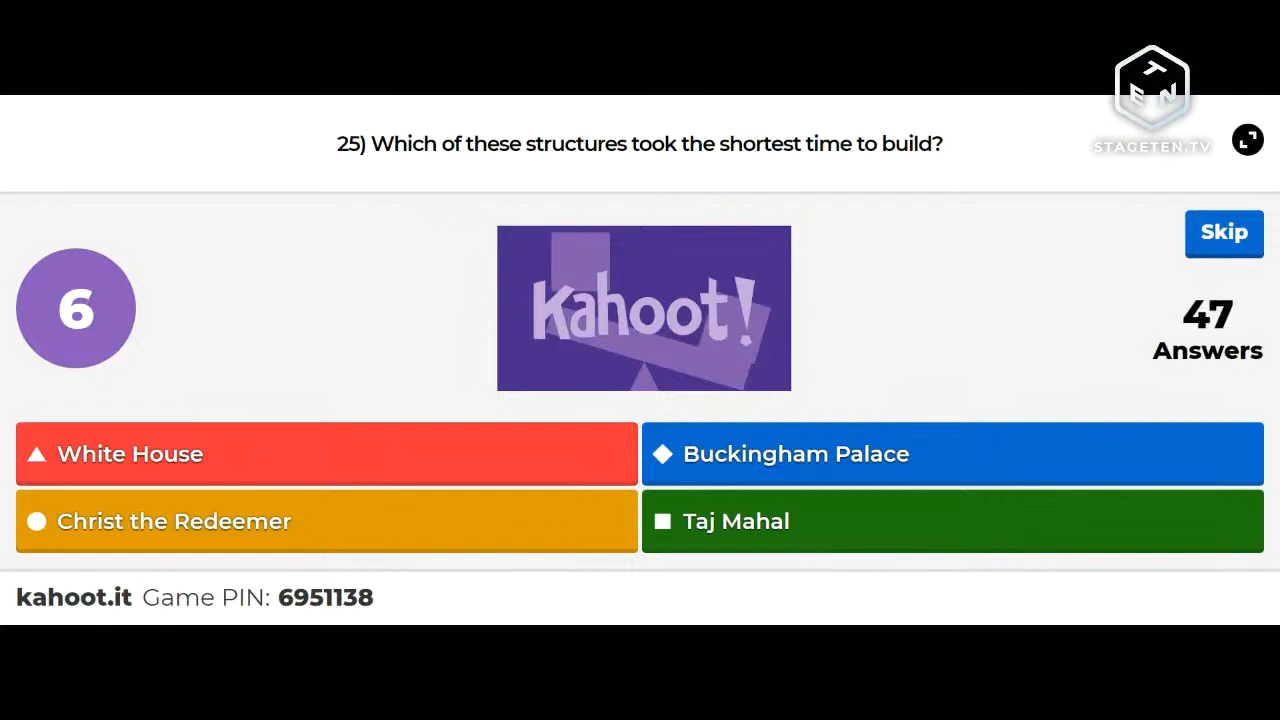 TEN
STAGETEN.TV
25) Which of these structures took the shortest time to build?
Skip
6
Kahoot!
47
Answers
White House
Buckingham Palace
Christ the Redeemer
Taj Mahal
kahoot.it Game PIN: 6951138